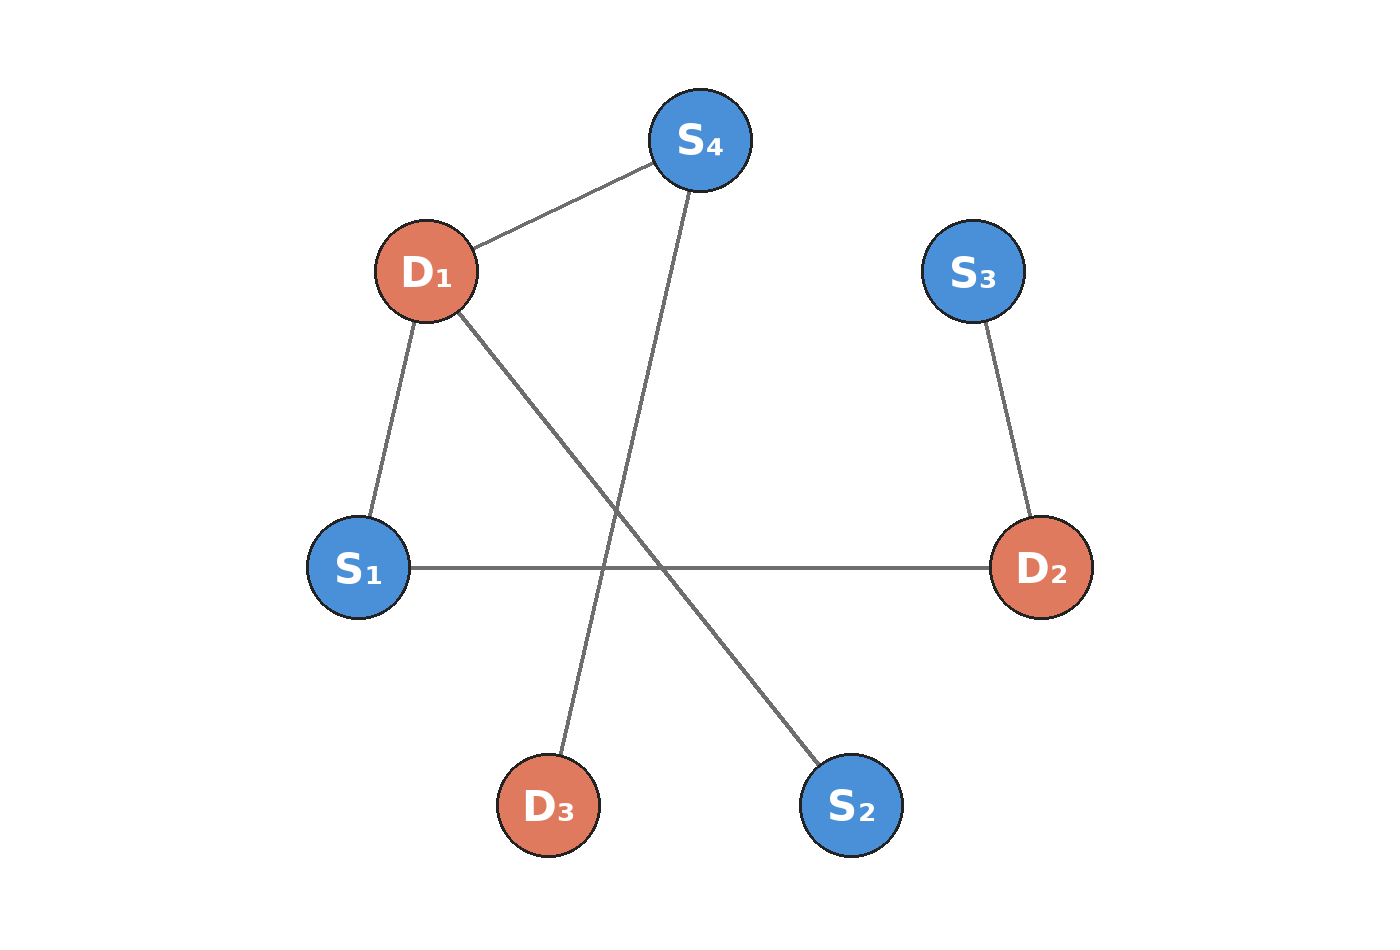 S₄
D₁
S₃
S₁
D₂
D₃
S₂